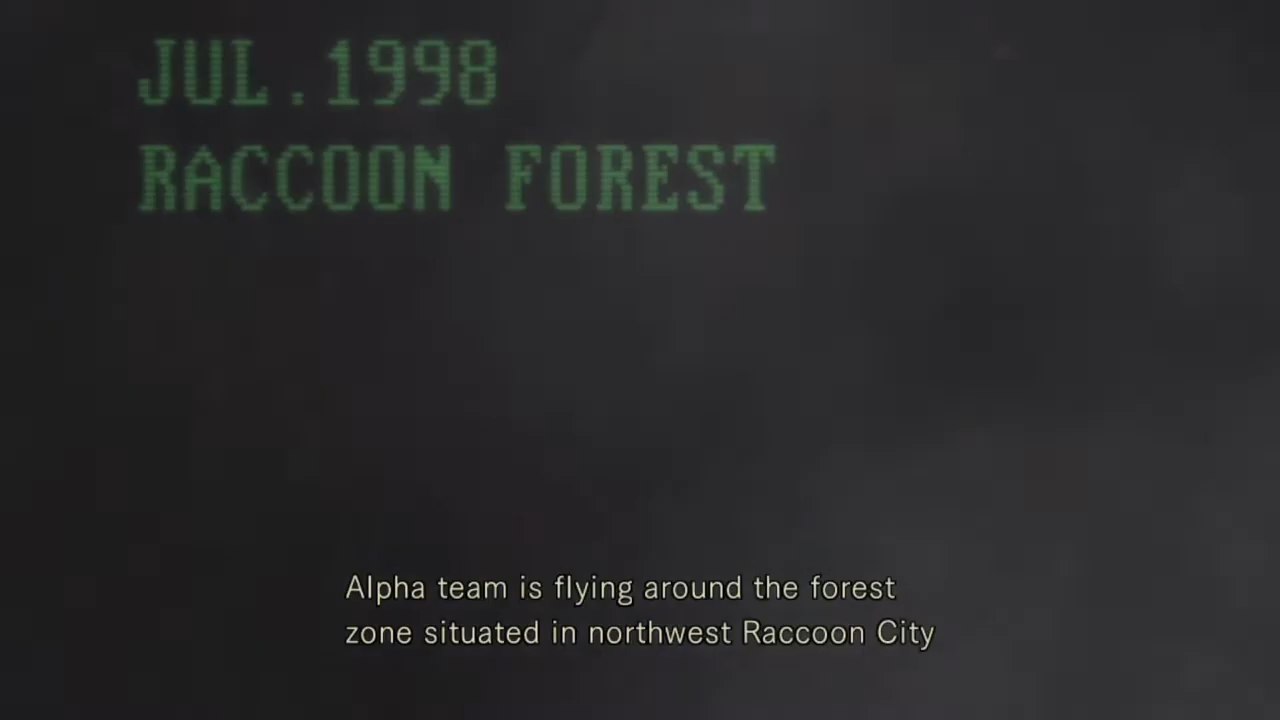 JUL.1998
RACCOON FOREST
Alpha team is flying around the forest
zone situated in northwest Raccoon City